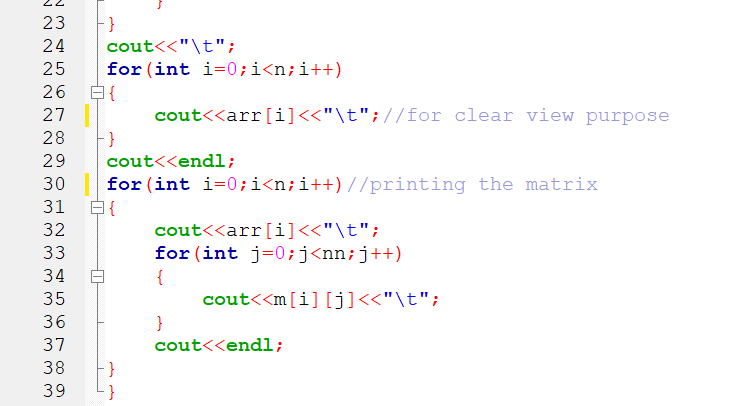 22 }
23 }
24 cout<<"\t";
25 for(int i=0;i<n;i++)
26 {
27 cout<<arr[i]<<"\t";//for clear view purpose
28 }
29 cout<<endl;
30 for(int i=0;i<n;i++)//printing the matrix
31 {
32 cout<<arr[i]<<"\t";
33 for(int j=0;j<nn;j++)
34 {
35 cout<<m[i][j]<<"\t";
36 }
37 cout<<endl;
38 }
39 }